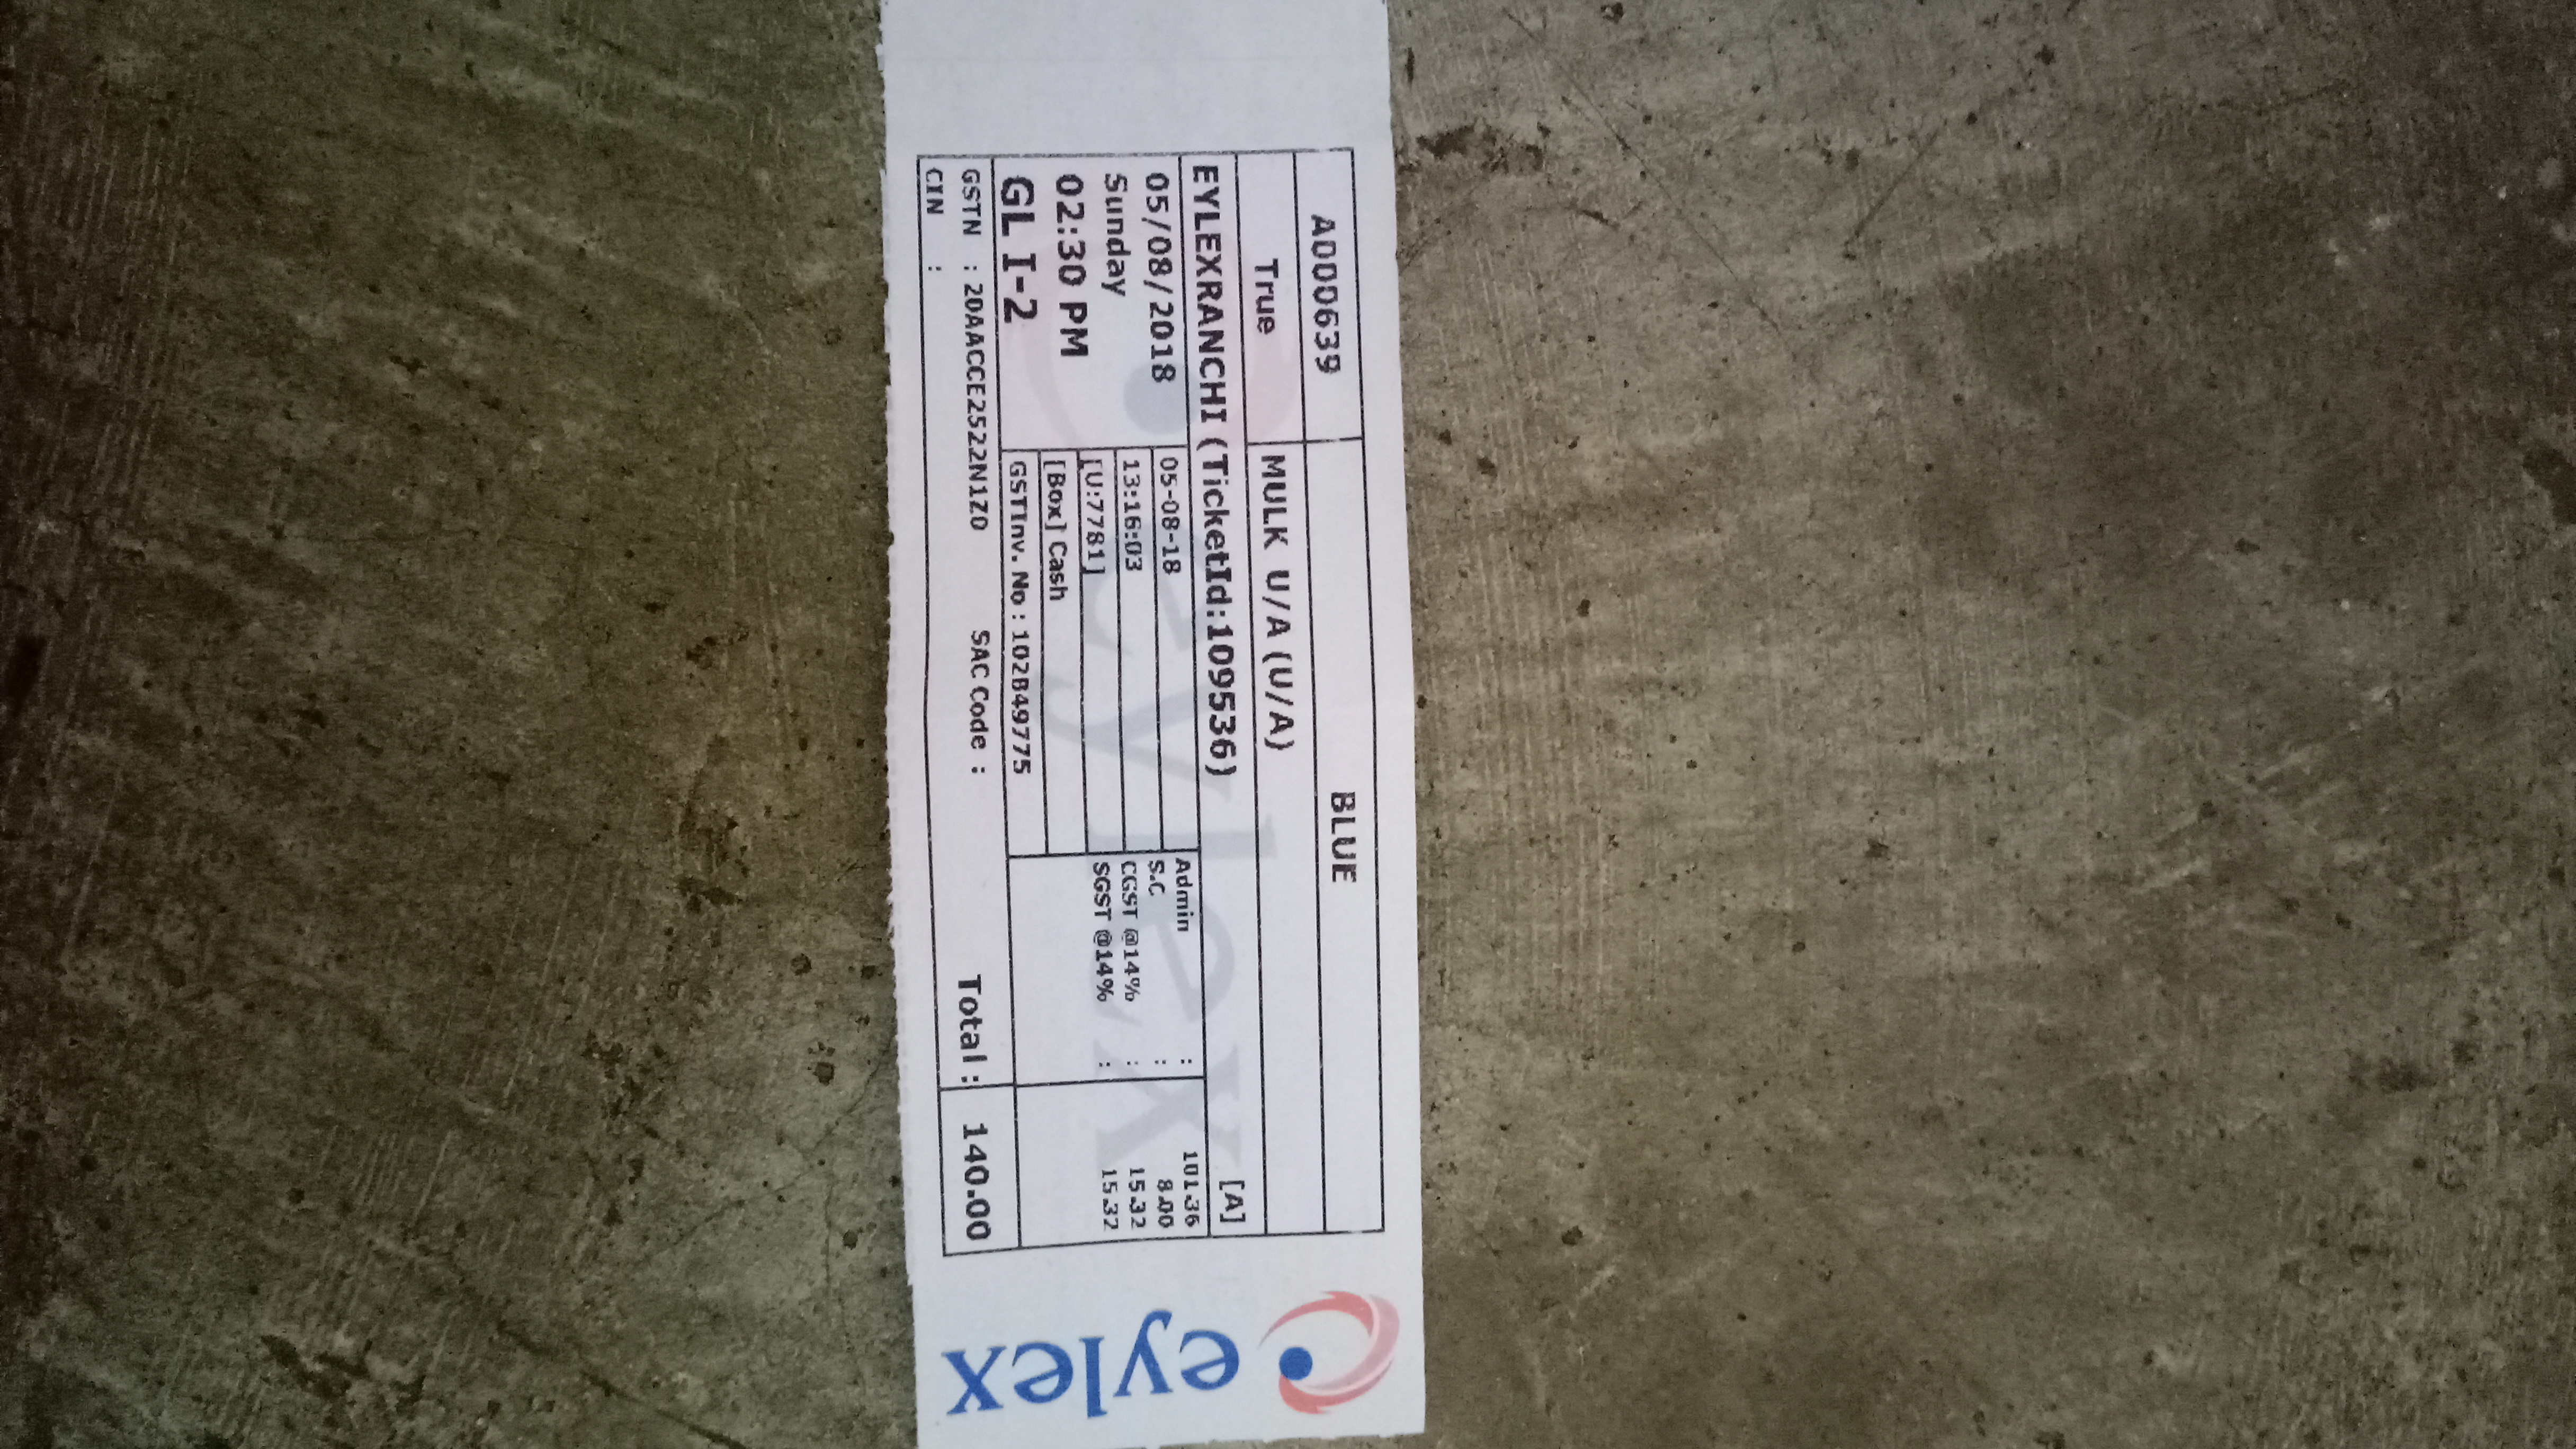 A000639 BLUE
True MULK U/A (U/A)
EYLEXRANCHI (TicketId:109536) [A]
05/08/2018
Sunday
02:30 PM
GL I-2
05-08-18
13:16:03
[U:7781]
[Box] Cash
GSTInv. No : 102B49775
Admin : 101.36
S.C : 8.00
CGST @14% : 15.32
SGST @14% : 15.32
GSTN : 20AACCE2522N1Z0 SAC Code :
CIN :
Total : 140.00
eylex
eylex